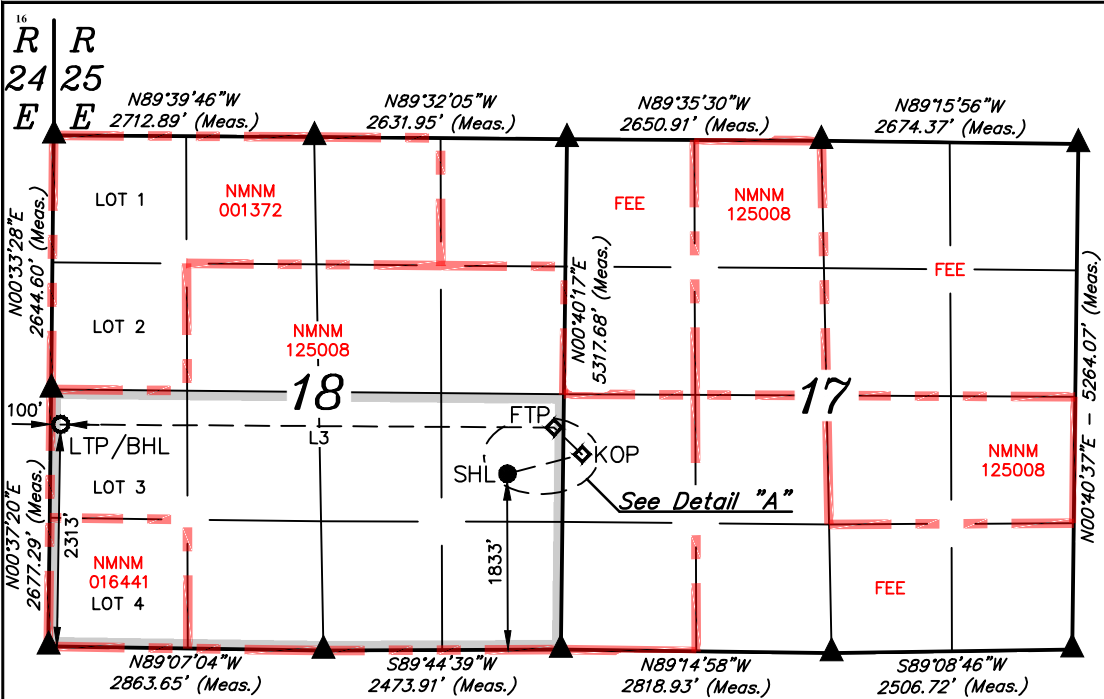 16
R R
24 25
E E
N89°39'46"W
2712.89' (Meas.)
N89°32'05"W
2631.95' (Meas.)
N89°35'30"W
2650.91' (Meas.)
N89°15'56"W
2674.37' (Meas.)
N00°33'28"E
2644.60' (Meas.)
LOT 1
NMNM
001372
FEE
NMNM
125008
FEE
LOT 2
NMNM
125008
N00°40'17"E
5317.68' (Meas.)
N00°40'37"E - 5264.07' (Meas.)
18
17
100'
LTP/BHL
L3
FTP
KOP
SHL
See Detail "A"
NMNM
125008
LOT 3
N00°37'20"E
2677.29' (Meas.)
2313'
1833'
NMNM
016441
LOT 4
FEE
N89°07'04"W
2863.65' (Meas.)
S89°44'39"W
2473.91' (Meas.)
N89°14'58"W
2818.93' (Meas.)
S89°08'46"W
2506.72' (Meas.)